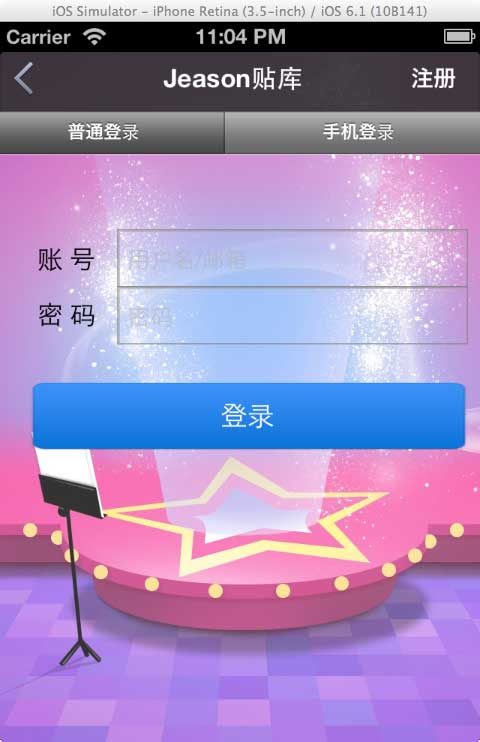 iOS Simulator - iPhone Retina (3.5-inch) / iOS 6.1 (10B141)
Carrier 11:04 PM
Jeason贴库 注册
普通登录 手机登录
账 号 用户名/邮箱
密 码 密码
登录